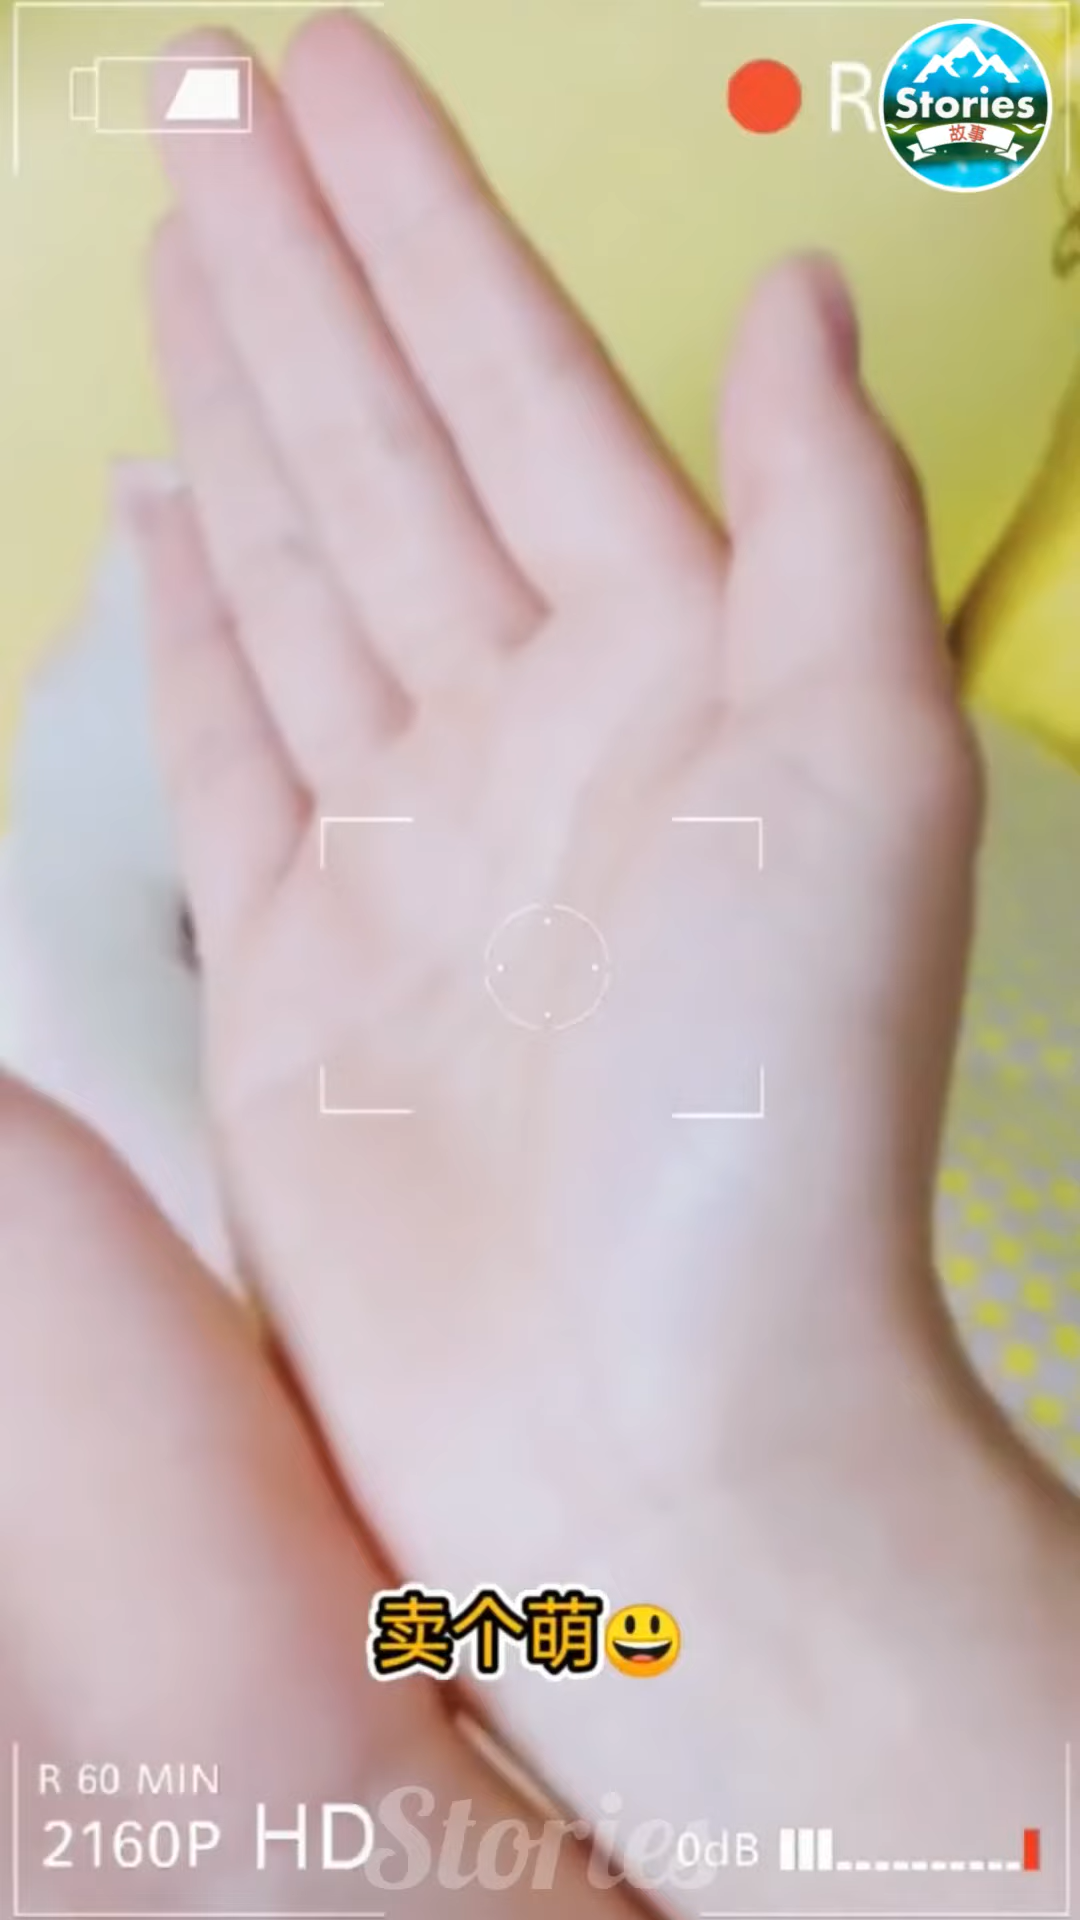 R
Stories
故事
卖个萌😃
R 60 MIN
2160P HD
Stories
0dB